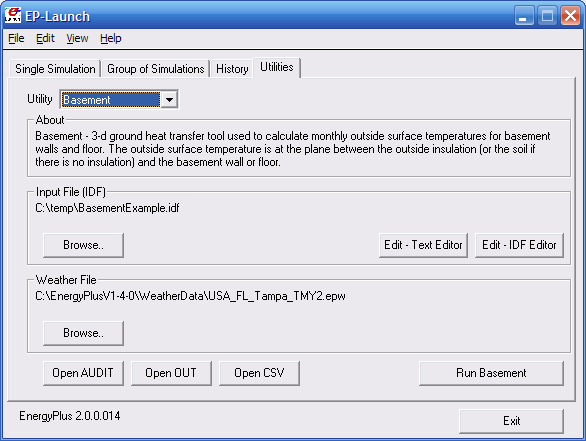 EP-Launch
File Edit View Help
Single Simulation Group of Simulations History Utilities
Utility Basement
About
Basement - 3-d ground heat transfer tool used to calculate monthly outside surface temperatures for basement
walls and floor. The outside surface temperature is at the plane between the outside insulation (or the soil if
there is no insulation) and the basement wall or floor.
Input File (IDF)
C:\temp\BasementExample.idf
Browse.. Edit - Text Editor Edit - IDF Editor
Weather File
C:\EnergyPlusV1-4-0\WeatherData\USA_FL_Tampa_TMY2.epw
Browse..
Open AUDIT Open OUT Open CSV Run Basement
EnergyPlus 2.0.0.014 Exit